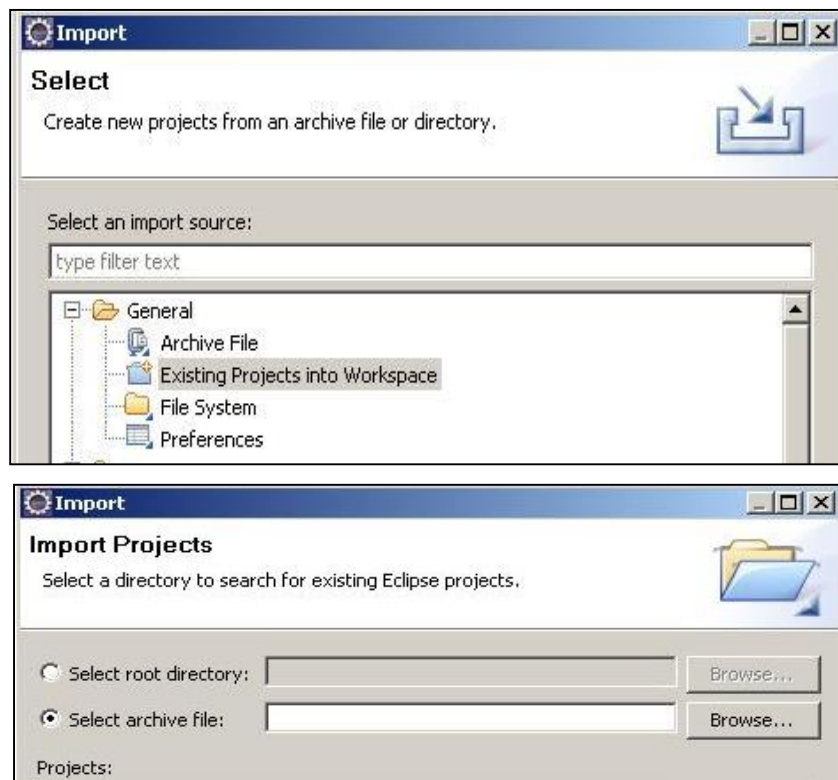 Import
Select
Create new projects from an archive file or directory.
Select an import source:
type filter text
General
Archive File
Existing Projects into Workspace
File System
Preferences
Import
Import Projects
Select a directory to search for existing Eclipse projects.
Select root directory:
Browse...
Select archive file:
Browse...
Projects: